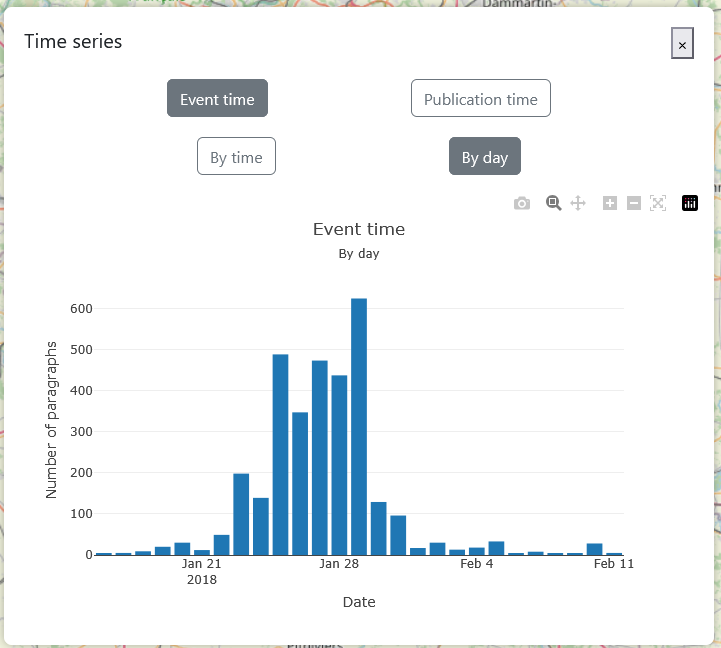 Dammartin-
Time series
×
Event time
Publication time
By time
By day
Event time
By day
600
500
400
300
200
100
0
Number of paragraphs
Jan 21
2018
Jan 28
Feb 4
Feb 11
Date